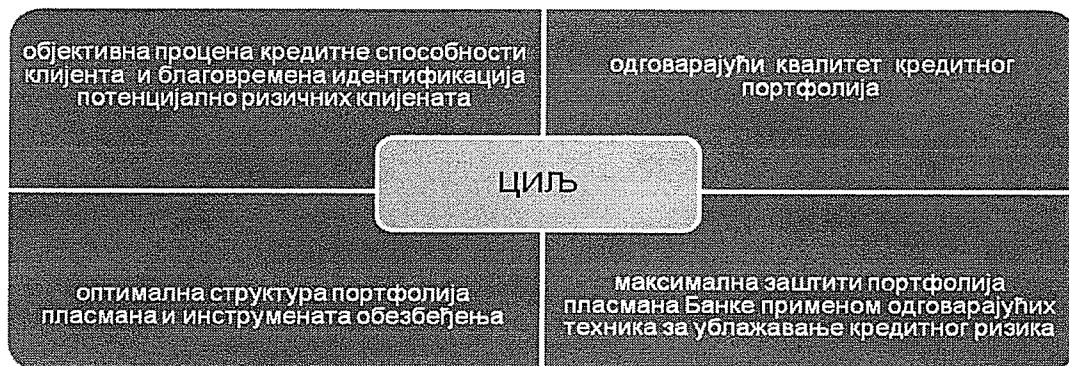 објективна процена кредитне способности
клијента и благовремена идентификација
потенцијално ризичних клијената
одговарајући квалитет кредитног
портфолија
ЦИЉ
оптимална структура портфолија
пласмана и инструмената обезбеђења
максимална заштити портфолија
пласмана Банке применом одговарајућих
техника за ублажавање кредитног ризика